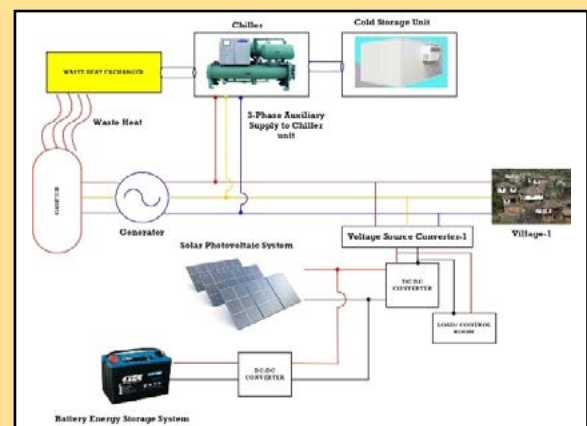 Chiller
Cold Storage Unit
WASTE HEAT EXCHANGER
Waste Heat
3-Phase Auxiliary
Supply to Chiller
unit
GASIFIER
Generator
Village-1
Voltage Source Converter-1
Solar Photovoltaic System
DC-DC
CONVERTER
LOAD/ CONTROL
ROOM
DC-DC
CONVERTER
Battery Energy Storage System